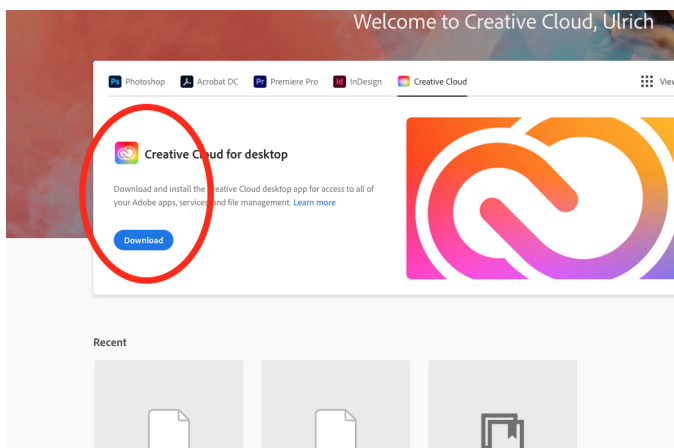 Welcome to Creative Cloud, Ulrich
Ps Photoshop Acrobat DC Pr Premiere Pro Id InDesign Creative Cloud View
Creative Cloud for desktop
Download and install the Creative Cloud desktop app for access to all of
your Adobe apps, services and file management. Learn more
Download
Recent